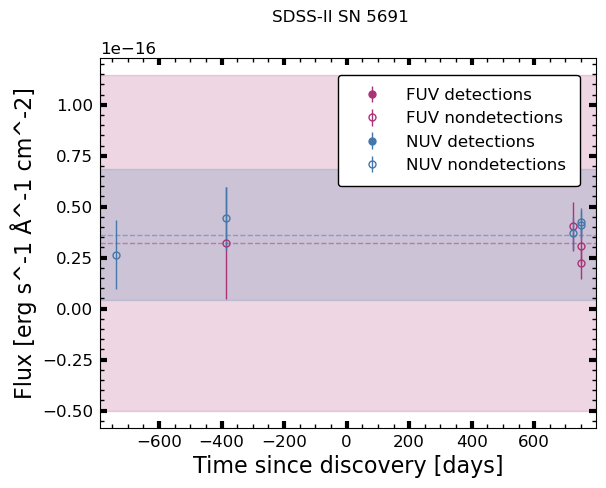 SDSS-II SN 5691
1e−16
FUV detections
FUV nondetections
NUV detections
NUV nondetections
1.00
0.75
0.50
0.25
0.00
−0.25
−0.50
Flux [erg s^-1 Å^-1 cm^-2]
−600 −400 −200 0 200 400 600
Time since discovery [days]